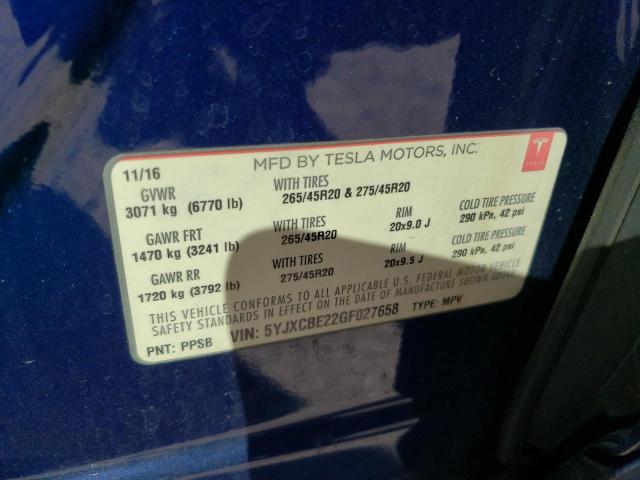 MFD BY TESLA MOTORS, INC.
TESLA
11/16
GVWR
3071 kg (6770 lb)
WITH TIRES
265/45R20 & 275/45R20
GAWR FRT
1470 kg (3241 lb)
WITH TIRES
265/45R20
RIM
20x9.0 J
COLD TIRE PRESSURE
290 kPa, 42 psi
GAWR RR
1720 kg (3792 lb)
WITH TIRES
275/45R20
RIM
20x9.5 J
COLD TIRE PRESSURE
290 kPa, 42 psi
THIS VEHICLE CONFORMS TO ALL APPLICABLE U.S. FEDERAL MOTOR VEHICLE
SAFETY STANDARDS IN EFFECT ON THE DATE OF MANUFACTURE SHOWN ABOVE.
PNT: PPSB VIN: 5YJXCBE22GF027658 TYPE: MPV